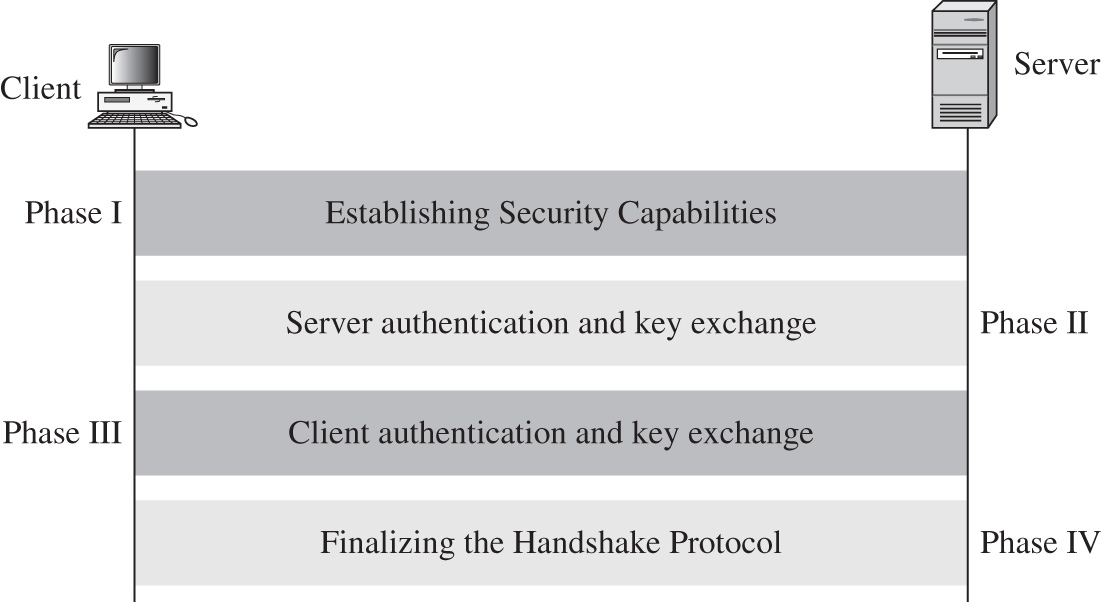 Client
Server
Phase I
Establishing Security Capabilities
Server authentication and key exchange
Phase II
Phase III
Client authentication and key exchange
Finalizing the Handshake Protocol
Phase IV